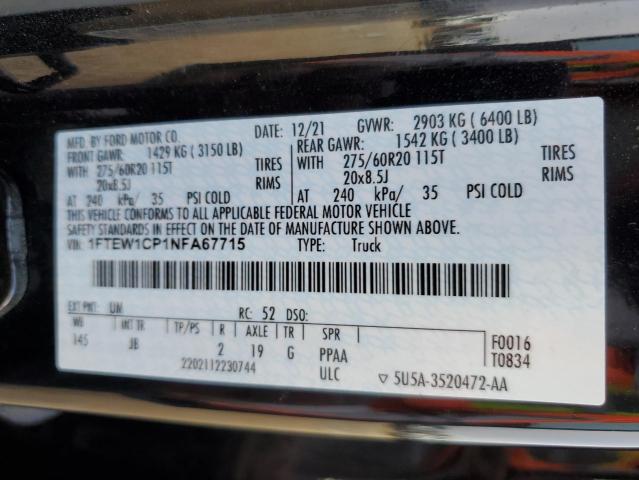 MFD. BY FORD MOTOR CO.
DATE: 12/21 GVWR: 2903 KG ( 6400 LB)
FRONT GAWR: 1429 KG ( 3150 LB)
REAR GAWR: 1542 KG ( 3400 LB)
WITH 275/60R20 115T TIRES
WITH 275/60R20 115T TIRES
20x8.5J RIMS
20x8.5J RIMS
AT 240 kPa/ 35 PSI COLD
AT 240 kPa/ 35 PSI COLD
THIS VEHICLE CONFORMS TO ALL APPLICABLE FEDERAL MOTOR VEHICLE
SAFETY STANDARDS IN EFFECT ON THE DATE OF MANUFACTURE SHOWN ABOVE.
VIN: 1FTEW1CP1NFA67715 TYPE: Truck
EXT PNT: UM RC: 52 DSO:
WB INT TR TP/PS R AXLE TR SPR
145 JB 2 19 G PPAA
F0016
T0834
2202112230744 ULC ▽ 5U5A-3520472-AA